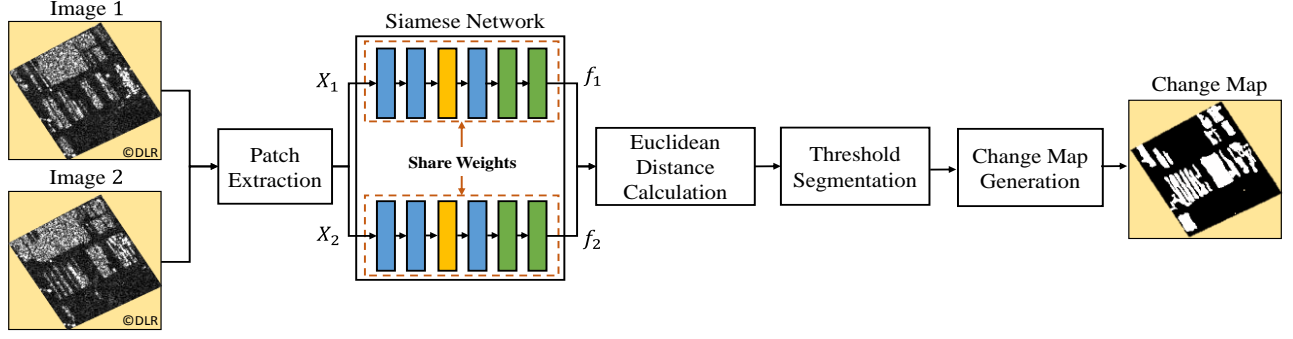 Image 1
©DLR
Image 2
©DLR
Patch
Extraction
Siamese Network
X₁
f₁
Share Weights
X₂
f₂
Euclidean
Distance
Calculation
Threshold
Segmentation
Change Map
Generation
Change Map